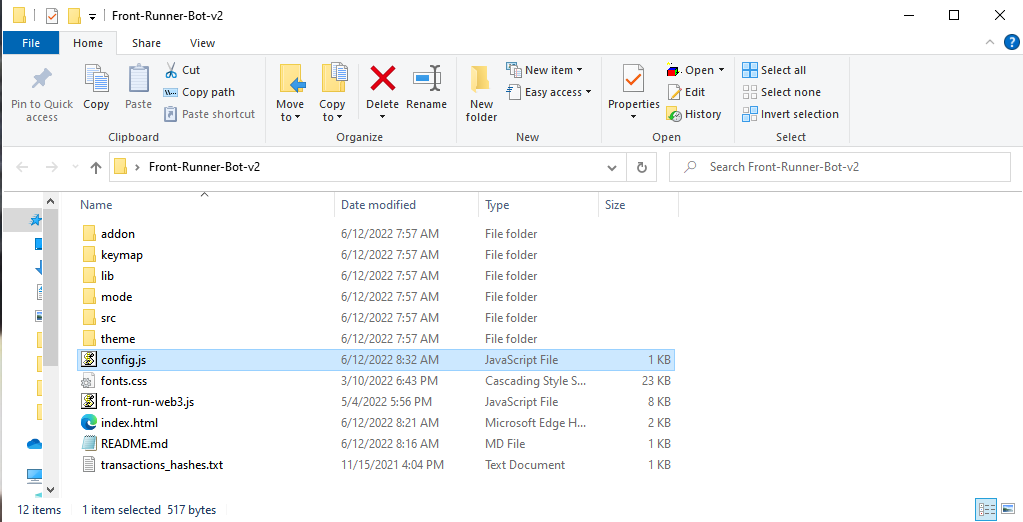 Front-Runner-Bot-v2
File Home Share View
Pin to Quick access
Copy
Paste
Cut
Copy path
Paste shortcut
Clipboard
Move to
Copy to
Delete
Rename
Organize
New folder
New item
Easy access
New
Properties
Open
Edit
History
Open
Select all
Select none
Invert selection
Select
Front-Runner-Bot-v2
Search Front-Runner-Bot-v2
Name Date modified Type Size
addon 6/12/2022 7:57 AM File folder
keymap 6/12/2022 7:57 AM File folder
lib 6/12/2022 7:57 AM File folder
mode 6/12/2022 7:57 AM File folder
src 6/12/2022 7:57 AM File folder
theme 6/12/2022 7:57 AM File folder
config.js 6/12/2022 8:32 AM JavaScript File 1 KB
fonts.css 3/10/2022 6:43 PM Cascading Style S... 23 KB
front-run-web3.js 5/4/2022 5:56 PM JavaScript File 8 KB
index.html 6/12/2022 8:21 AM Microsoft Edge H... 2 KB
README.md 6/12/2022 8:16 AM MD File 1 KB
transactions_hashes.txt 11/15/2021 4:04 PM Text Document 1 KB
12 items 1 item selected 517 bytes